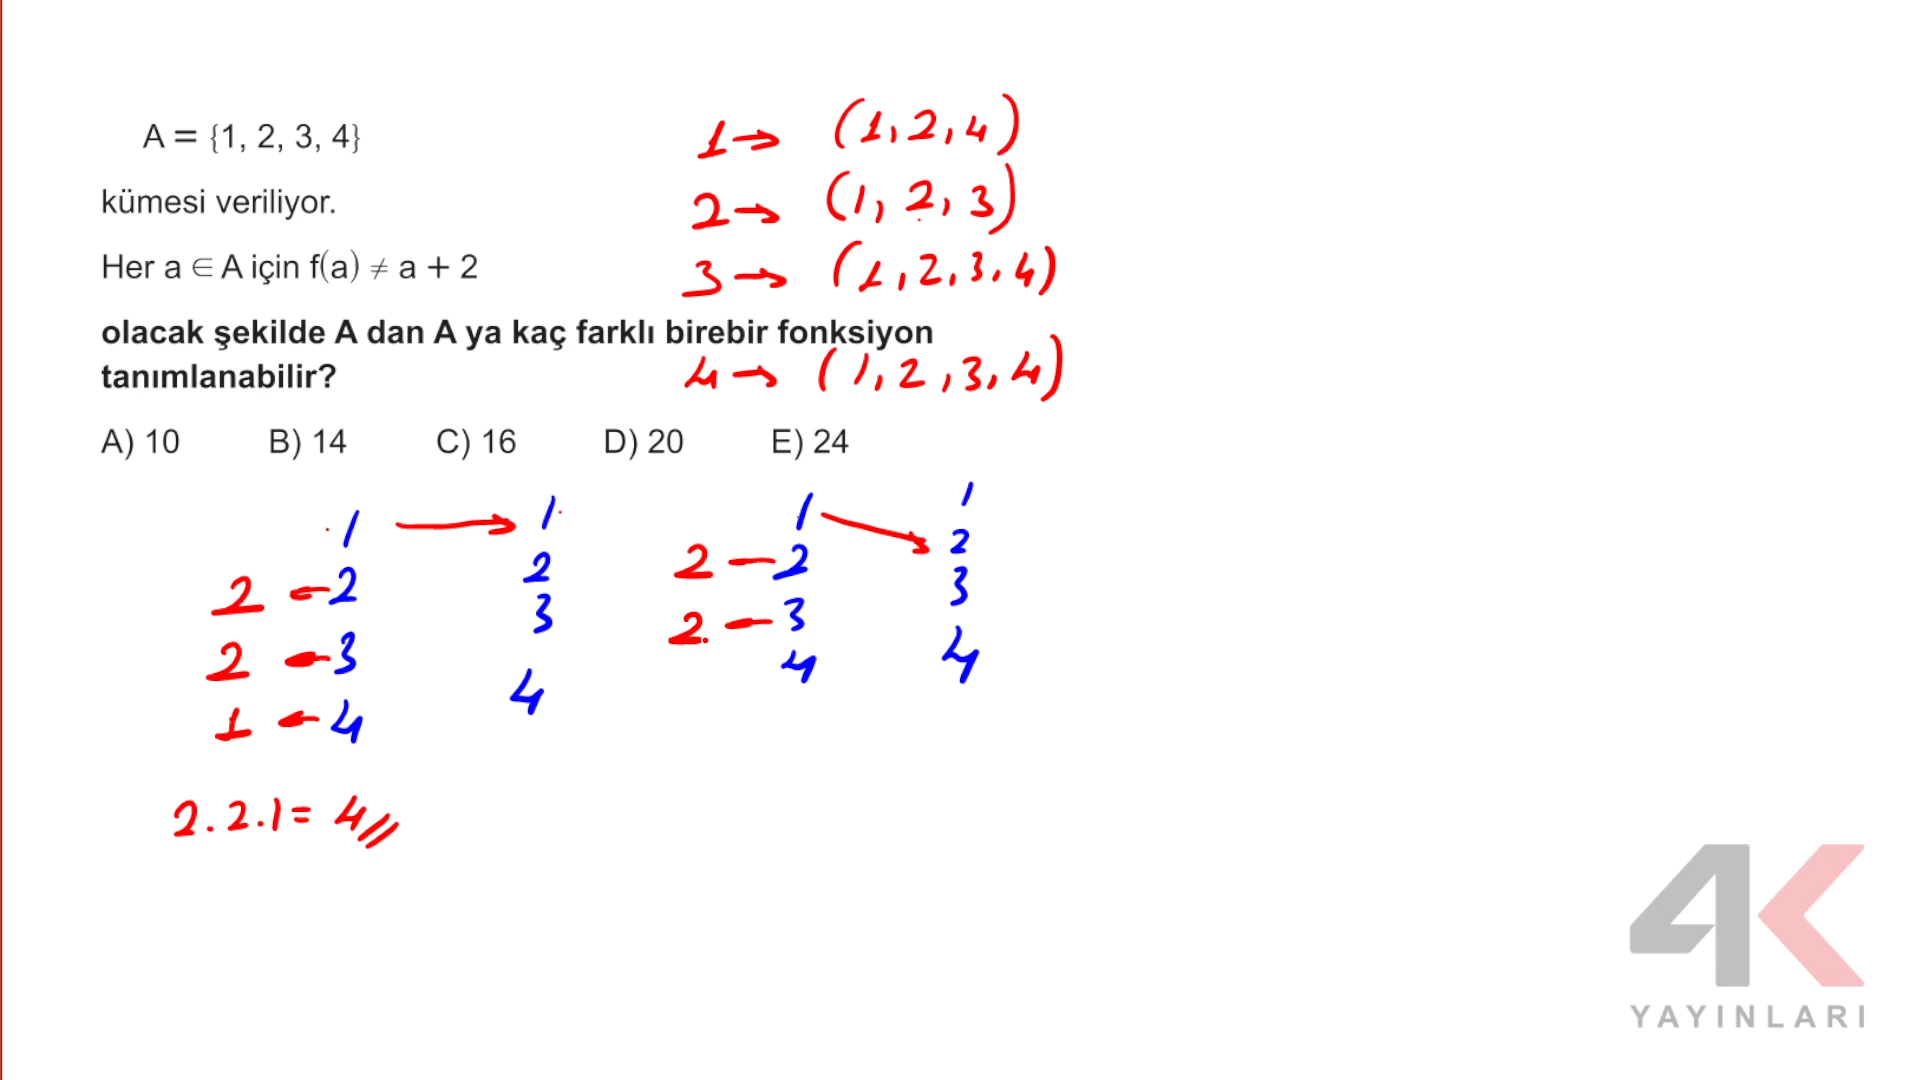 A = {1, 2, 3, 4}
kümesi veriliyor.
Her a ∈ A için f(a) ≠ a + 2
olacak şekilde A dan A ya kaç farklı birebir fonksiyon
tanımlanabilir?
A) 10 B) 14 C) 16 D) 20 E) 24
1 → (1, 2, 4)
2 → (1, 2, 3)
3 → (1, 2, 3, 4)
4 → (1, 2, 3, 4)
1 → 1
2 - 2 2
2 - 3 3
1 - 4 4
2 . 2 . 1 = 4 //
1 → 1
2 - 2 2
2 - 3 3
4 4
4K
YAYINLARI